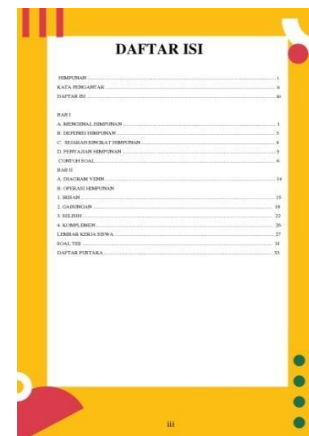 DAFTAR ISI
HIMPUNAN i
KATA PENGANTAR ii
DAFTAR ISI iii
BAB I
A. MENGENAL HIMPUNAN 1
B. DEFENISI HIMPUNAN 3
C. SEJARAH SINGKAT HIMPUNAN 4
D. PENYAJIAN HIMPUNAN 5
CONTOH SOAL 6
BAB II
A. DIAGRAM VENN 14
B. OPERASI HIMPUNAN
1. IRISAN 15
2. GABUNGAN 18
3. SELISIH 22
4. KOMPLEMEN 26
LEMBAR KERJA SISWA 27
SOAL TES 31
DAFTAR PUSTAKA 33
iii